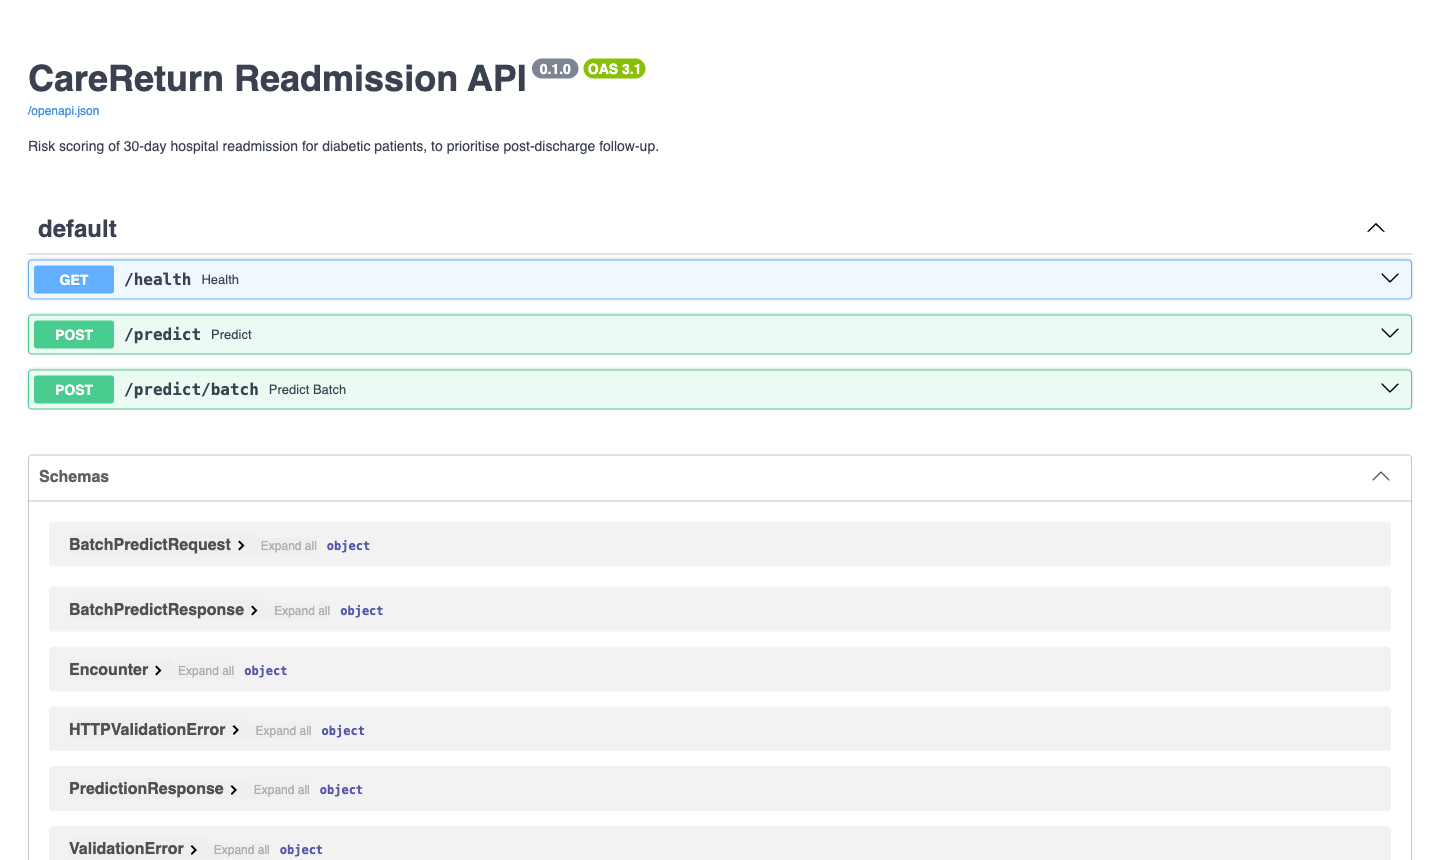 CareReturn Readmission API 0.1.0 OAS 3.1
/openapi.json
Risk scoring of 30-day hospital readmission for diabetic patients, to prioritise post-discharge follow-up.
default
GET /health Health
POST /predict Predict
POST /predict/batch Predict Batch
Schemas
BatchPredictRequest Expand all object
BatchPredictResponse Expand all object
Encounter Expand all object
HTTPValidationError Expand all object
PredictionResponse Expand all object
ValidationError Expand all object